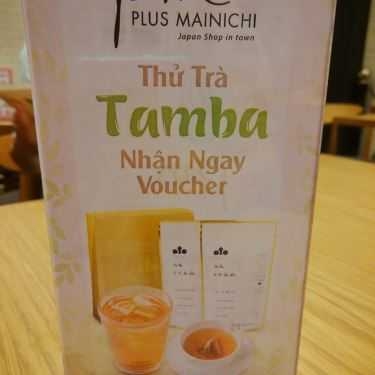 PLUS MAINICHI
Japan Shop in town
Thử Trà
Tamba
Nhận Ngay
Voucher